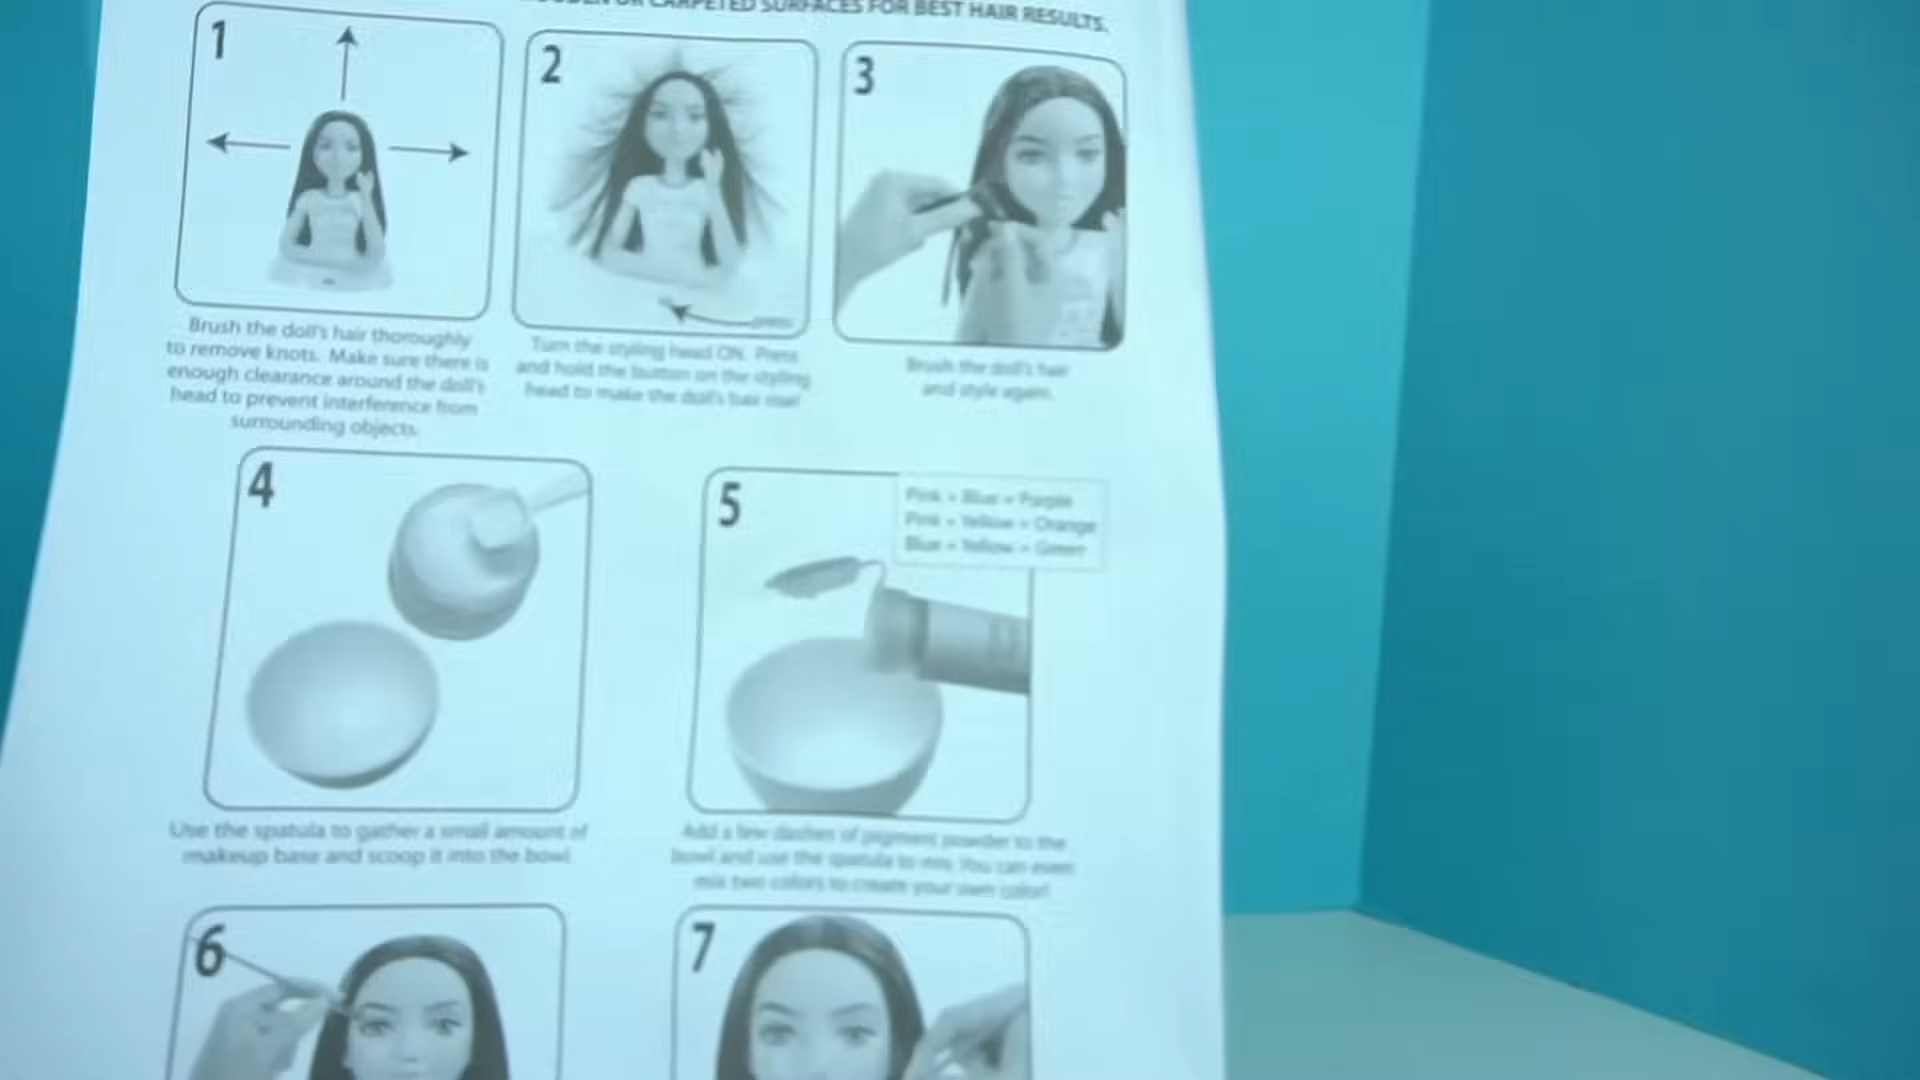 OR CARPETED SURFACES FOR BEST HAIR RESULTS.
1
2
3
Brush the doll's hair thoroughly
to remove knots. Make sure there is
enough clearance around the doll's
head to prevent interference from
surrounding objects.
Turn the styling head ON. Press
and hold the button on the styling
head to make the doll's hair
Brush the doll's hair
and style again.
4
5
Pink + Blue = Purple
Pink + Yellow = Orange
Blue + Yellow = Green
Use the spatula to gather a small amount of
makeup base and scoop it into the bowl.
Add a few dashes of pigment powder to the
bowl and use the spatula to mix. You can even
mix two colors to create your own color!
6
7